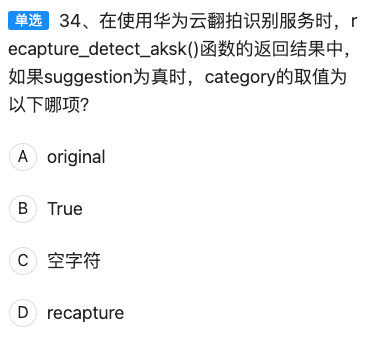 单选 34、在使用华为云翻拍识别服务时，r
ecapture_detect_aksk()函数的返回结果中，
如果suggestion为真时，category的取值为
以下哪项?
A original
B True
C 空字符
D recapture